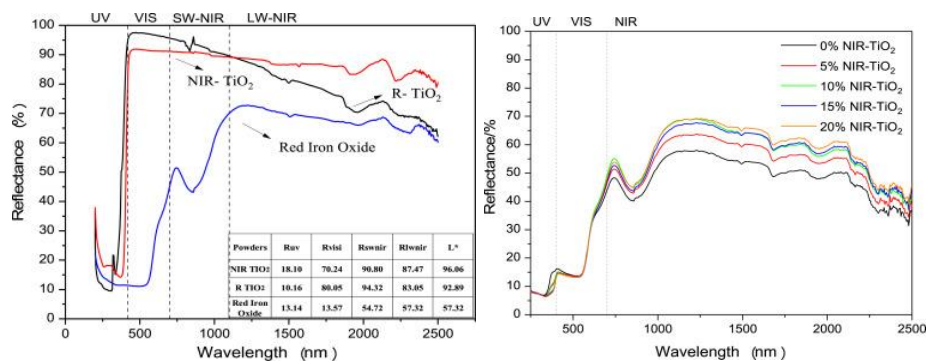 UV VIS SW-NIR LW-NIR
100
90
80
70
60
50
40
30
20
10
0
Reflectance (%)
NIR- TiO2
R- TiO2
Red Iron Oxide
Powders Ruv Rvisi Rswnir Rlwnir L*
NIR TiO2 18.10 70.24 90.80 87.47 96.06
R TiO2 10.16 80.05 94.32 83.05 92.89
Red Iron
Oxide 13.14 13.57 54.72 57.32 57.32
0 250 500 750 1000 1250 1500 1750 2000 2250 2500
Wavelength (nm)
UV VIS NIR
100
90
80
70
60
50
40
30
20
10
0
Reflectance/%
0% NIR-TiO2
5% NIR-TiO2
10% NIR-TiO2
15% NIR-TiO2
20% NIR-TiO2
500 1000 1500 2000 2500
Wavelength (nm)